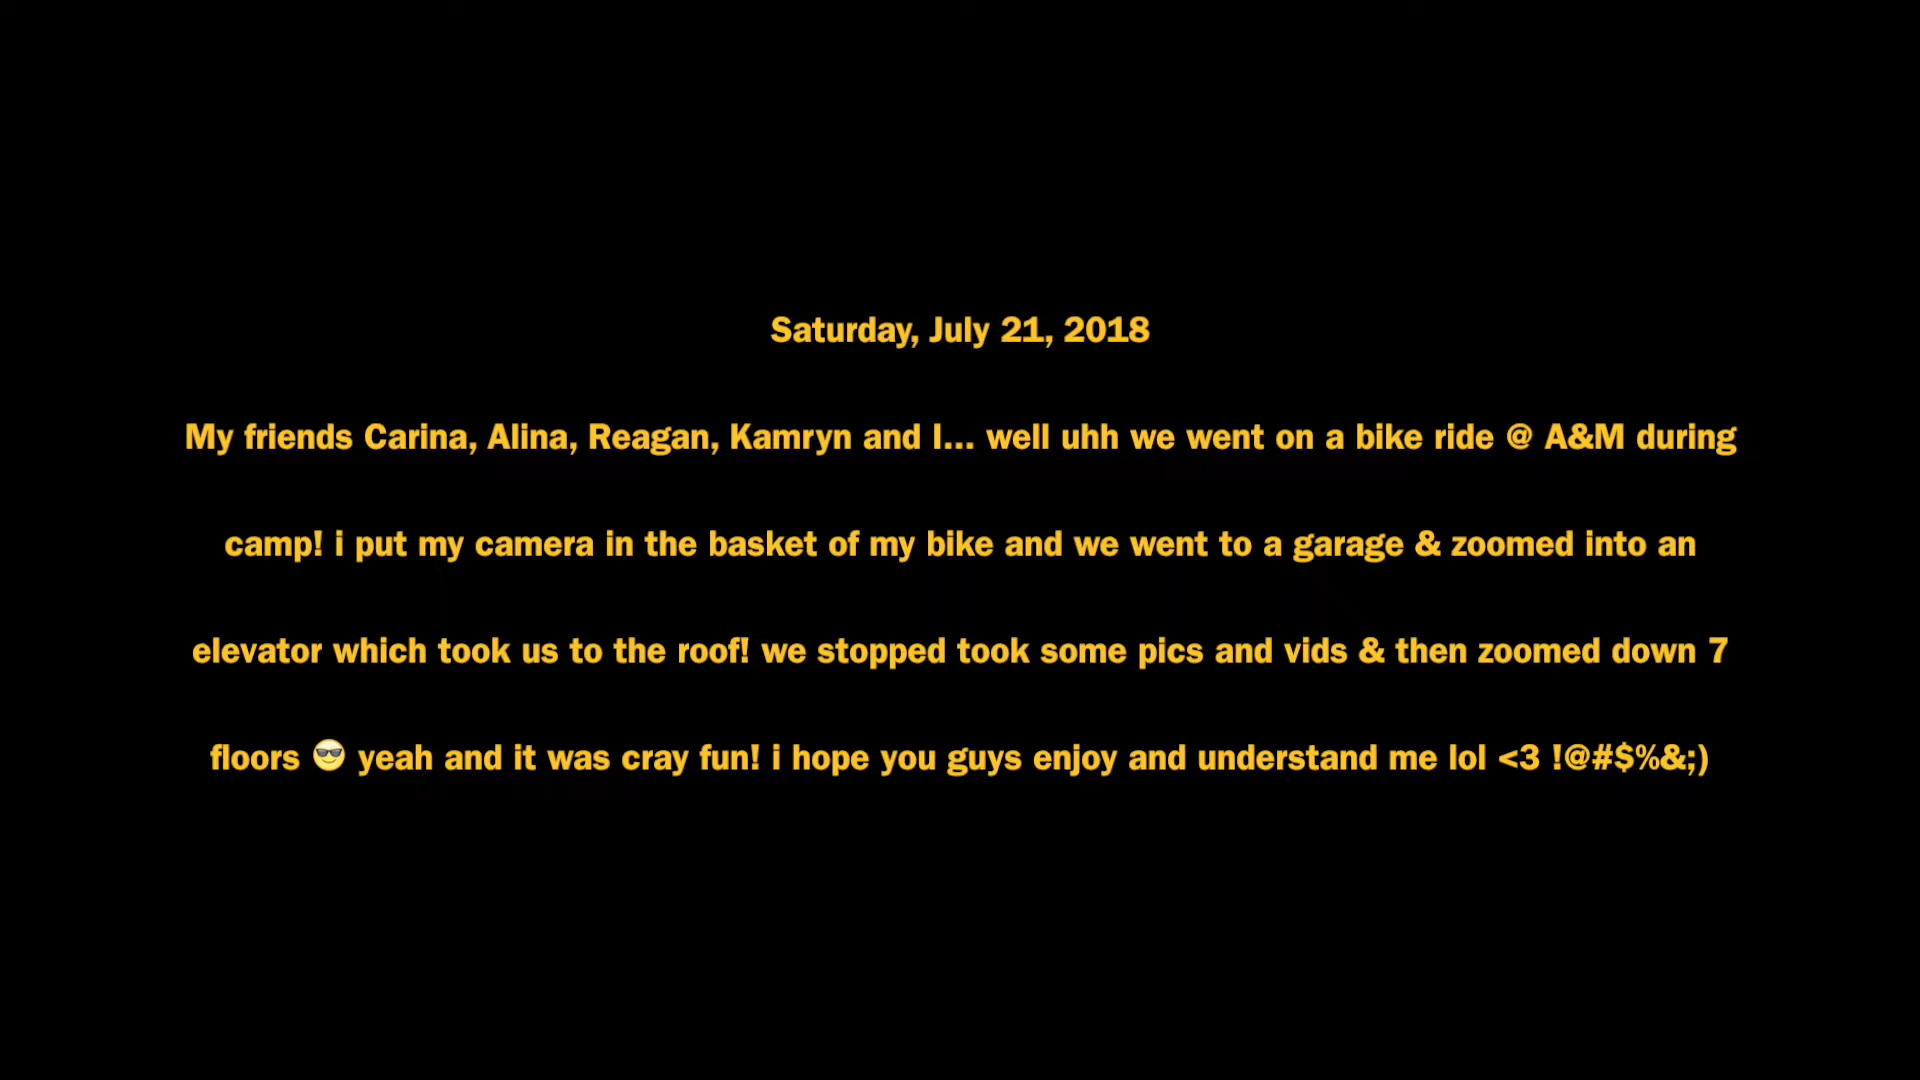 Saturday, July 21, 2018
My friends Carina, Alina, Reagan, Kamryn and I... well uhh we went on a bike ride @ A&M during
camp! i put my camera in the basket of my bike and we went to a garage & zoomed into an
elevator which took us to the roof! we stopped took some pics and vids & then zoomed down 7
floors 😎 yeah and it was cray fun! i hope you guys enjoy and understand me lol <3 !@#$%&;)